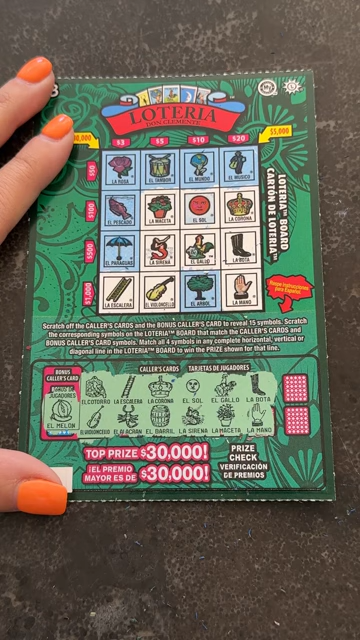 LOTERIA™
DON CLEMENTE
$3 $5 $10 $20 $5,000
$50 LA ROSA EL TAMBOR EL MUNDO EL MUSICO
$100 EL PESCADO LA MACETA EL SOL LA CORONA
$500 EL PARAGUAS LA SIRENA EL GALLO LA BOTA
$1,000 LA ESCALERA EL VIOLONCELLO EL ARBOL LA MANO
LOTERIA™ BOARD
CARTÓN DE LOTERIA™
Scratch off the CALLER'S CARDS and the BONUS CALLER'S CARD to reveal 15 symbols. Scratch
the corresponding symbols on the LOTERIA™ BOARD that match the CALLER'S CARDS and
BONUS CALLER'S CARD symbols. Match all 4 symbols in any complete horizontal, vertical or
diagonal line in the LOTERIA™ BOARD to win the PRIZE shown for that line.
BONUS
CALLER'S CARD
JUGADORES
EL MELON
CALLER'S CARDS TARJETAS DE JUGADORES
EL COTORRO LA ESCALERA LA CORONA EL SOL EL GALLO LA BOTA
EL VIOLONCELLO EL ALACRAN EL BARRIL LA SIRENA LA MACETA LA MANO
TOP PRIZE $30,000!
¡EL PREMIO
MAYOR ES DE $30,000!
PRIZE
CHECK
VERIFICACIÓN
DE PREMIOS